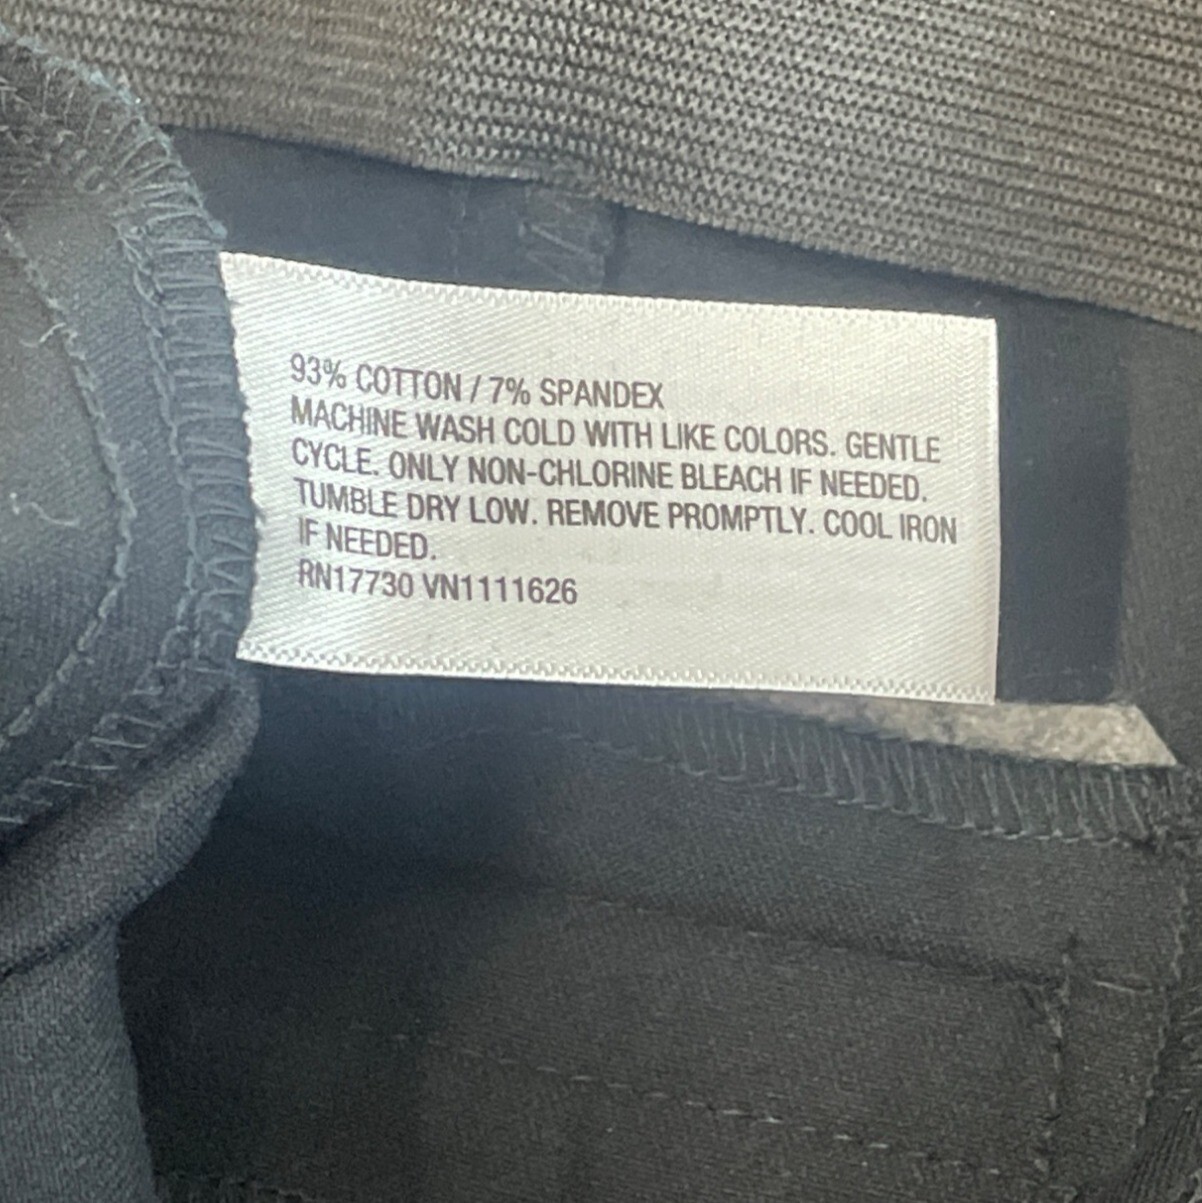 93% COTTON / 7% SPANDEX
MACHINE WASH COLD WITH LIKE COLORS. GENTLE
CYCLE. ONLY NON-CHLORINE BLEACH IF NEEDED.
TUMBLE DRY LOW. REMOVE PROMPTLY. COOL IRON
IF NEEDED.
RN17730 VN1111626